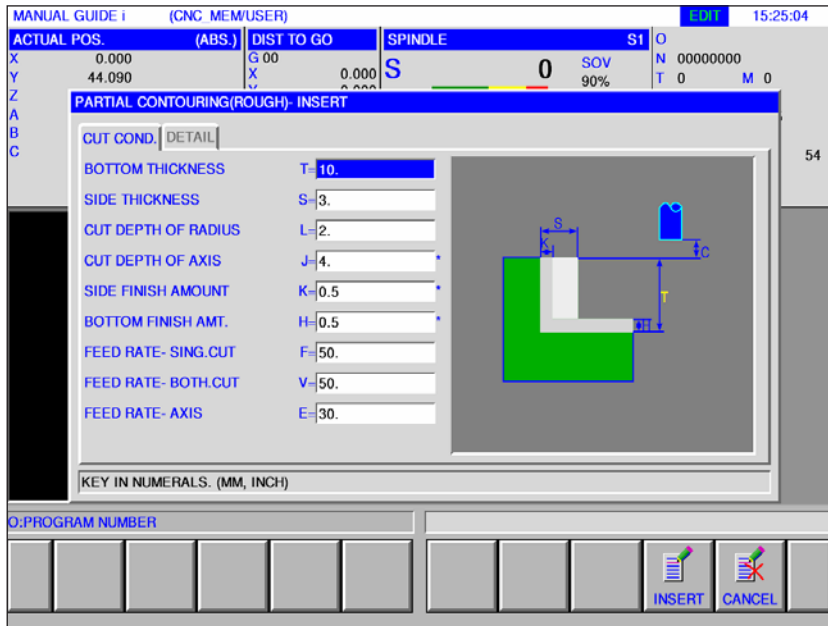 MANUAL GUIDE i (CNC_MEM/USER) EDIT 15:25:04
ACTUAL POS. (ABS.) DIST TO GO SPINDLE S1 O
X 0.000 G 00 S 0 SOV N 00000000
Y 44.090 X 0.000 90% T 0 M 0
Z
A
B
C 54
PARTIAL CONTOURING(ROUGH)- INSERT
CUT COND. DETAIL
BOTTOM THICKNESS T= 10.
SIDE THICKNESS S= 3.
CUT DEPTH OF RADIUS L= 2.
CUT DEPTH OF AXIS J= 4. *
SIDE FINISH AMOUNT K= 0.5 *
BOTTOM FINISH AMT. H= 0.5 *
FEED RATE- SING.CUT F= 50.
FEED RATE- BOTH.CUT V= 50.
FEED RATE- AXIS E= 30.
S
K
C
T
H
KEY IN NUMERALS. (MM, INCH)
O:PROGRAM NUMBER
INSERT CANCEL